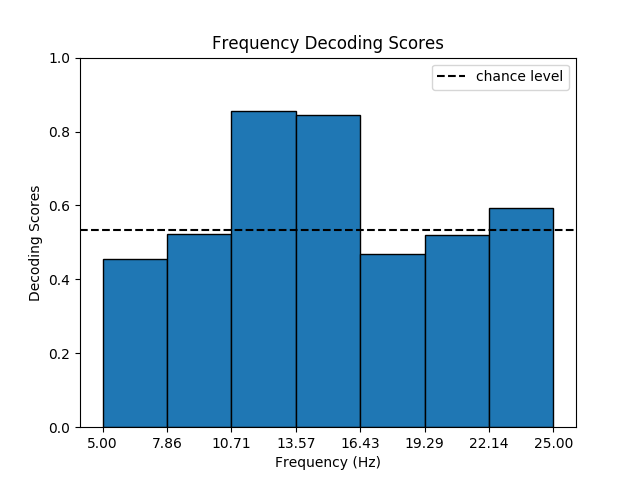 Frequency Decoding Scores
chance level
1.0
0.8
0.6
0.4
0.2
0.0
Decoding Scores
5.00 7.86 10.71 13.57 16.43 19.29 22.14 25.00
Frequency (Hz)